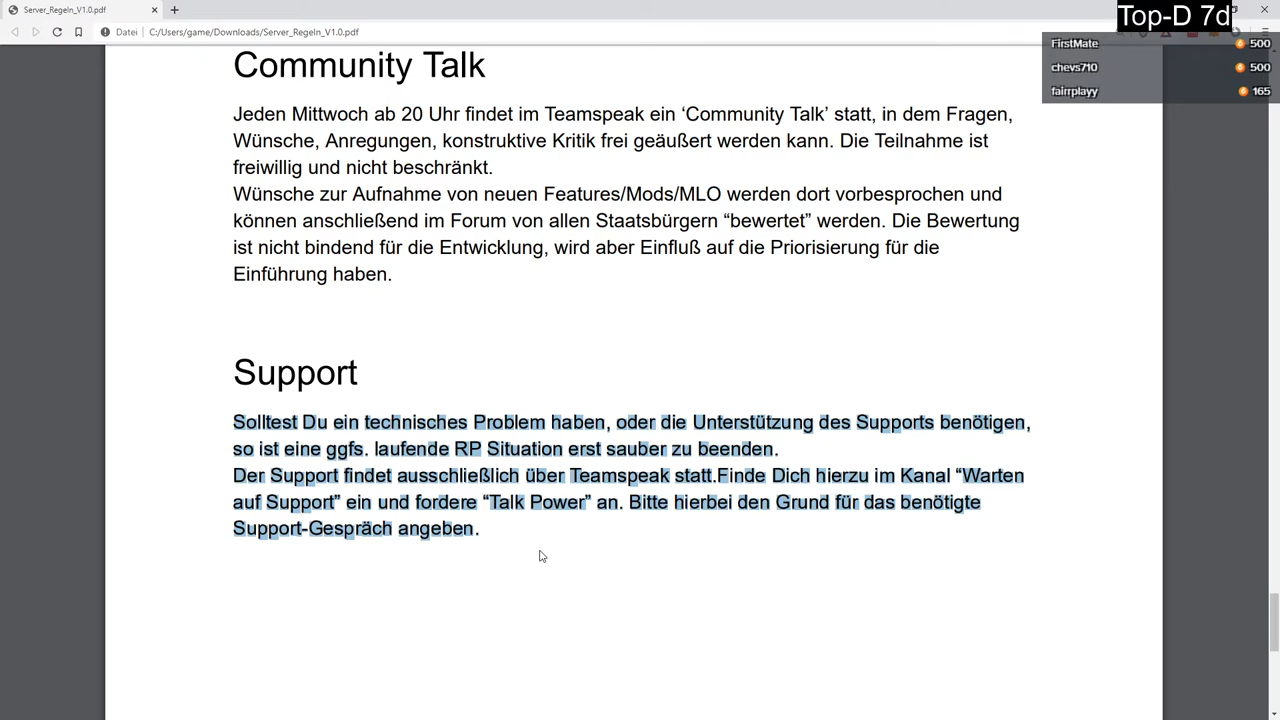 Server_Regeln_V1.0.pdf
Top-D 7d
Datei
C:/Users/game/Downloads/Server_Regeln_V1.0.pdf
FirstMate 500
chevs710 500
fairrplayy 165
Community Talk
Jeden Mittwoch ab 20 Uhr findet im Teamspeak ein ‘Community Talk’ statt, in dem Fragen,
Wünsche, Anregungen, konstruktive Kritik frei geäußert werden kann. Die Teilnahme ist
freiwillig und nicht beschränkt.
Wünsche zur Aufnahme von neuen Features/Mods/MLO werden dort vorbesprochen und
können anschließend im Forum von allen Staatsbürgern “bewertet” werden. Die Bewertung
ist nicht bindend für die Entwicklung, wird aber Einfluß auf die Priorisierung für die
Einführung haben.
Support
Solltest Du ein technisches Problem haben, oder die Unterstützung des Supports benötigen,
so ist eine ggfs. laufende RP Situation erst sauber zu beenden.
Der Support findet ausschließlich über Teamspeak statt.Finde Dich hierzu im Kanal “Warten
auf Support” ein und fordere “Talk Power” an. Bitte hierbei den Grund für das benötigte
Support-Gespräch angeben.